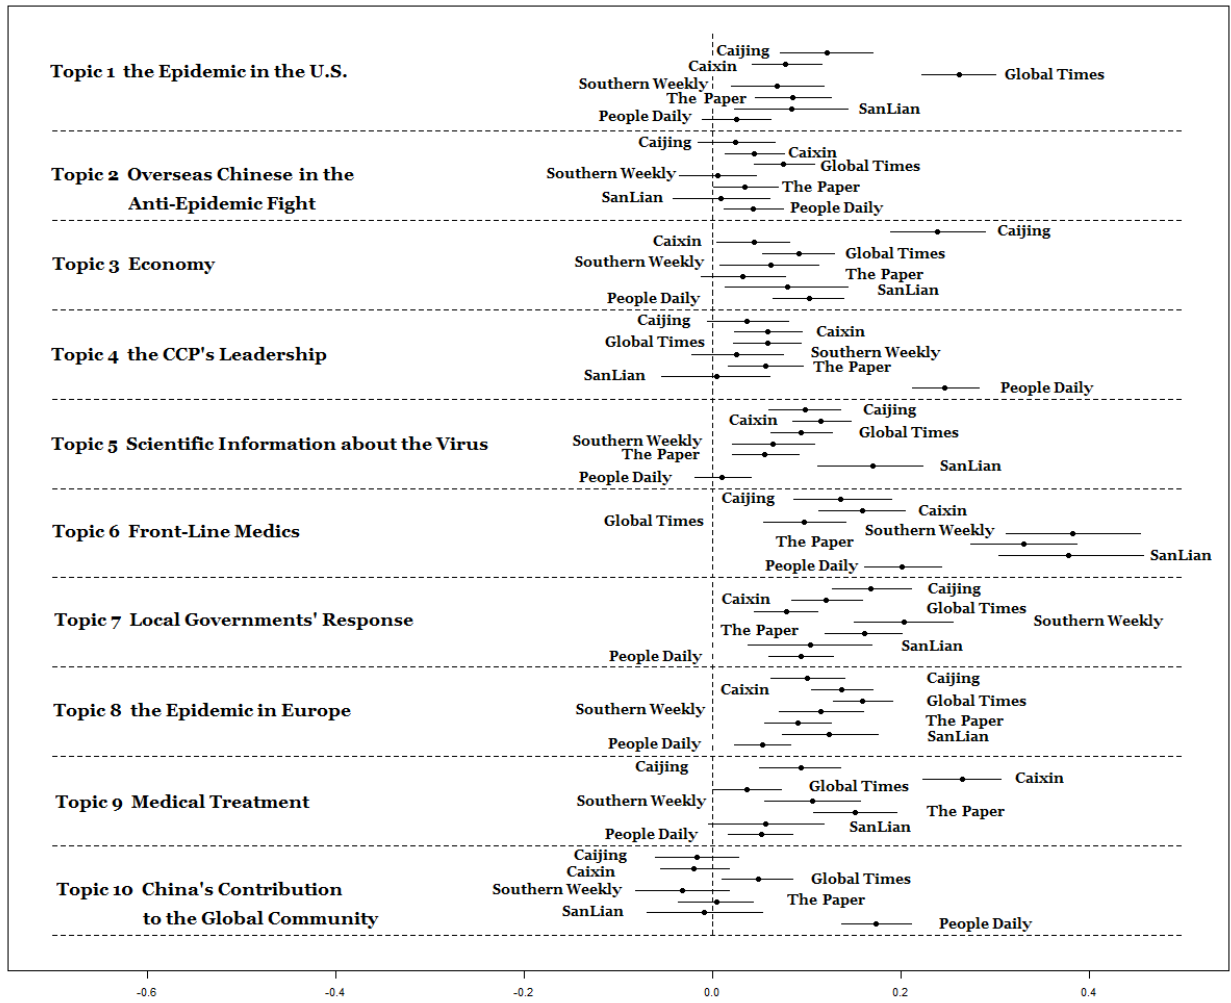 Caijing
Topic 1 the Epidemic in the U.S.
Caixin
Global Times
Southern Weekly
The Paper
SanLian
People Daily
Caijing
Caixin
Topic 2 Overseas Chinese in the
Global Times
Southern Weekly
The Paper
Anti-Epidemic Fight
SanLian
People Daily
Caijing
Caixin
Topic 3 Economy
Global Times
Southern Weekly
The Paper
SanLian
People Daily
Caijing
Caixin
Global Times
Topic 4 the CCP's Leadership
Southern Weekly
The Paper
SanLian
People Daily
Caijing
Caixin
Global Times
Topic 5 Scientific Information about the Virus
Southern Weekly
The Paper
SanLian
People Daily
Caijing
Caixin
Global Times
Topic 6 Front-Line Medics
Southern Weekly
The Paper
SanLian
People Daily
Caijing
Caixin
Global Times
Topic 7 Local Governments' Response
Southern Weekly
The Paper
SanLian
People Daily
Caijing
Caixin
Global Times
Topic 8 the Epidemic in Europe
Southern Weekly
The Paper
SanLian
People Daily
Caijing
Caixin
Global Times
Topic 9 Medical Treatment
Southern Weekly
The Paper
SanLian
People Daily
Caijing
Caixin
Global Times
Topic 10 China's Contribution
Southern Weekly
The Paper
to the Global Community
SanLian
People Daily
-0.6 -0.4 -0.2 0.0 0.2 0.4